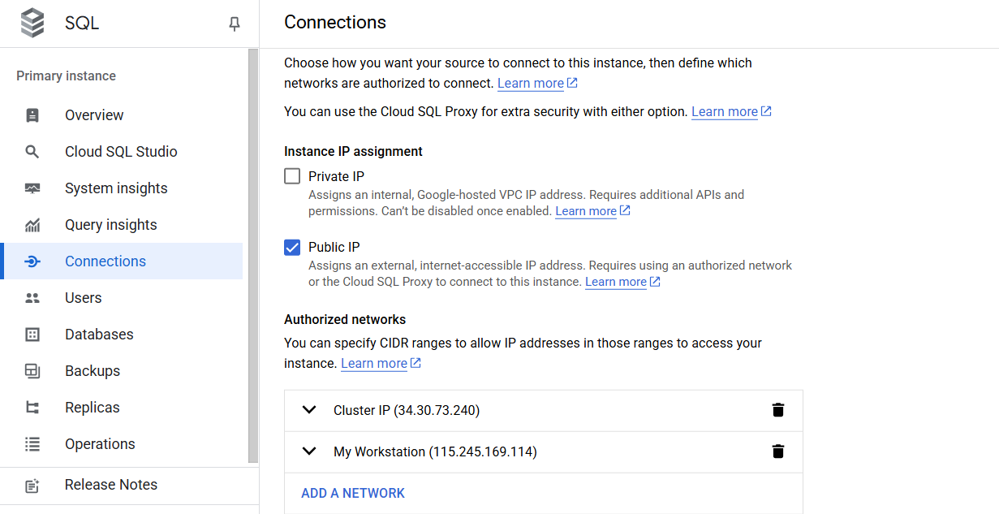 SQL
Primary instance
Overview
Cloud SQL Studio
System insights
Query insights
Connections
Users
Databases
Backups
Replicas
Operations
Release Notes
Connections
Choose how you want your source to connect to this instance, then define which
networks are authorized to connect. Learn more
You can use the Cloud SQL Proxy for extra security with either option. Learn more
Instance IP assignment
Private IP
Assigns an internal, Google-hosted VPC IP address. Requires additional APIs and
permissions. Can’t be disabled once enabled. Learn more
Public IP
Assigns an external, internet-accessible IP address. Requires using an authorized network
or the Cloud SQL Proxy to connect to this instance. Learn more
Authorized networks
You can specify CIDR ranges to allow IP addresses in those ranges to access your
instance. Learn more
Cluster IP (34.30.73.240)
My Workstation (115.245.169.114)
ADD A NETWORK